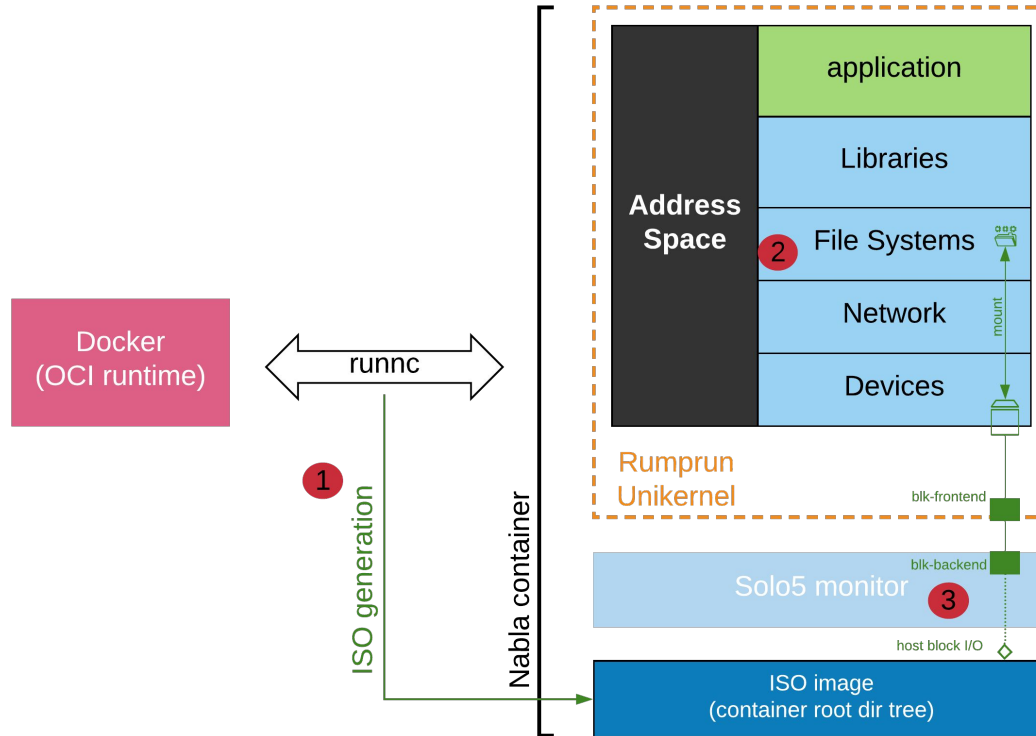 Docker
(OCI runtime)
runnc
1
ISO generation
Nabla container
Address
Space
application
Libraries
2
File Systems
Network
Devices
mount
Rumprun
Unikernel
blk-frontend
blk-backend
Solo5 monitor
3
host block I/O
ISO image
(container root dir tree)